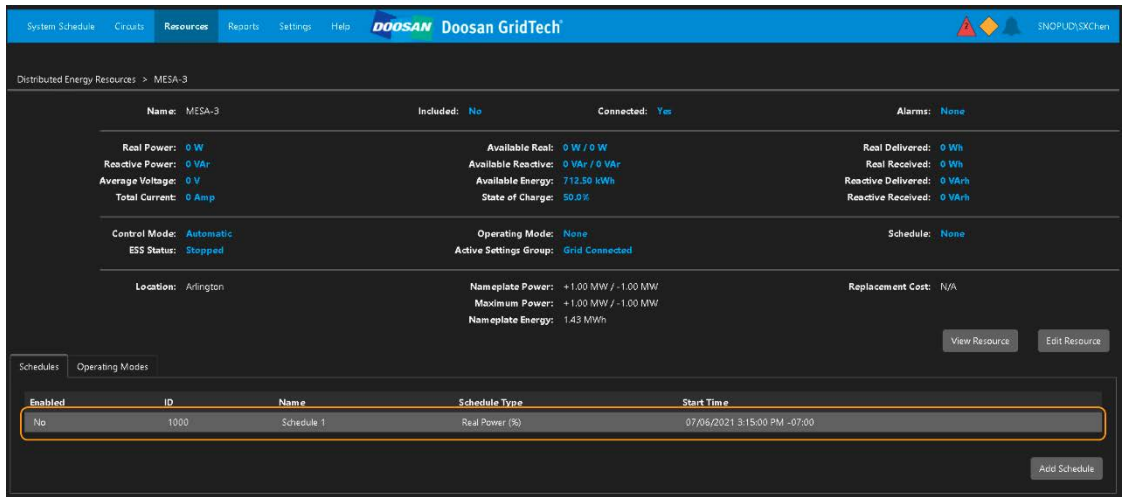 System Schedule Circuits Resources Reports Settings Help DOOSAN Doosan GridTech® SNOPUD\SXChen
Distributed Energy Resources > MESA-3
Name: MESA-3 Included: No Connected: Yes Alarms: None
Real Power: 0 W Available Real: 0 W / 0 W Real Delivered: 0 Wh
Reactive Power: 0 VAr Available Reactive: 0 VAr / 0 VAr Real Received: 0 Wh
Average Voltage: 0 V Available Energy: 712.50 kWh Reactive Delivered: 0 VArh
Total Current: 0 Amp State of Charge: 50.0% Reactive Received: 0 VArh
Control Mode: Automatic Operating Mode: None Schedule: None
ESS Status: Stopped Active Settings Group: Grid Connected
Location: Arlington Nameplate Power: +1.00 MW / -1.00 MW Replacement Cost: N/A
Maximum Power: +1.00 MW / -1.00 MW
Nameplate Energy: 1.43 MWh
View Resource Edit Resource
Schedules Operating Modes
Enabled ID Name Schedule Type Start Time
No 1000 Schedule 1 Real Power (%) 07/06/2021 3:15:00 PM -07:00
Add Schedule